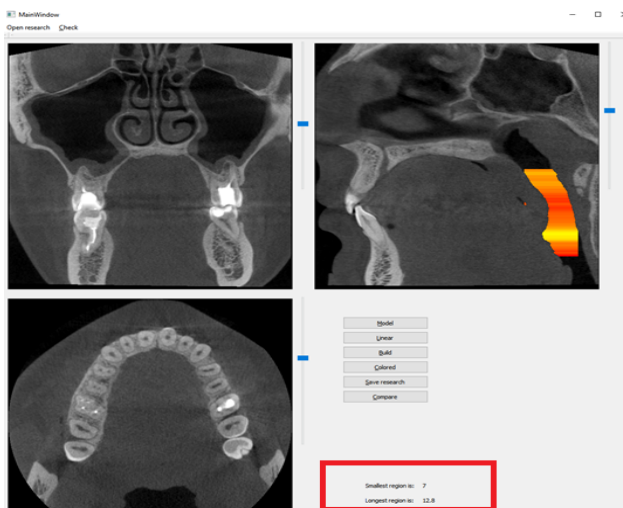 MainWindow
Open research Check
Model
Linear
Build
Colored
Save research
Compare
Smallest region is: 7
Longest region is: 12.8